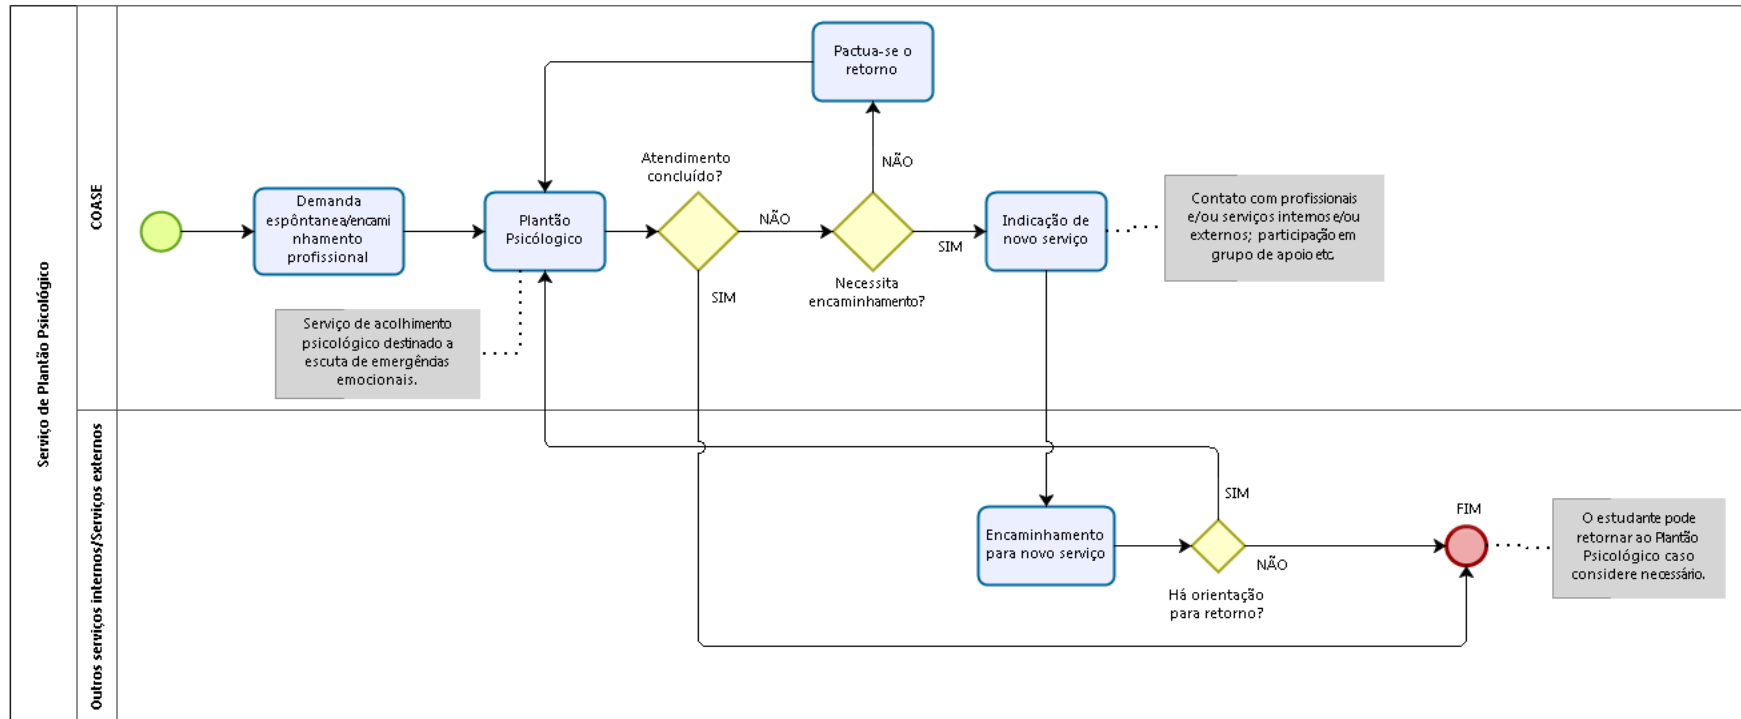 Serviço de Plantão Psicológico
COASE
Demanda
espôntanea/encami
nhamento
profissional
Plantão
Psicólogico
Serviço de acolhimento
psicológico destinado a
escuta de emergências
emocionais.
Atendimento
concluído?
NÃO
SIM
Pactua-se o
retorno
NÃO
Necessita
encaminhamento?
SIM
Indicação de
novo serviço
Contato com profissionais
e/ou serviços internos e/ou
externos; participação em
grupo de apoio etc.
Outros serviços internos/Serviços externos
Encaminhamento
para novo serviço
SIM
NÃO
Há orientação
para retorno?
FIM
O estudante pode
retornar ao Plantão
Psicológico caso
considere necessário.